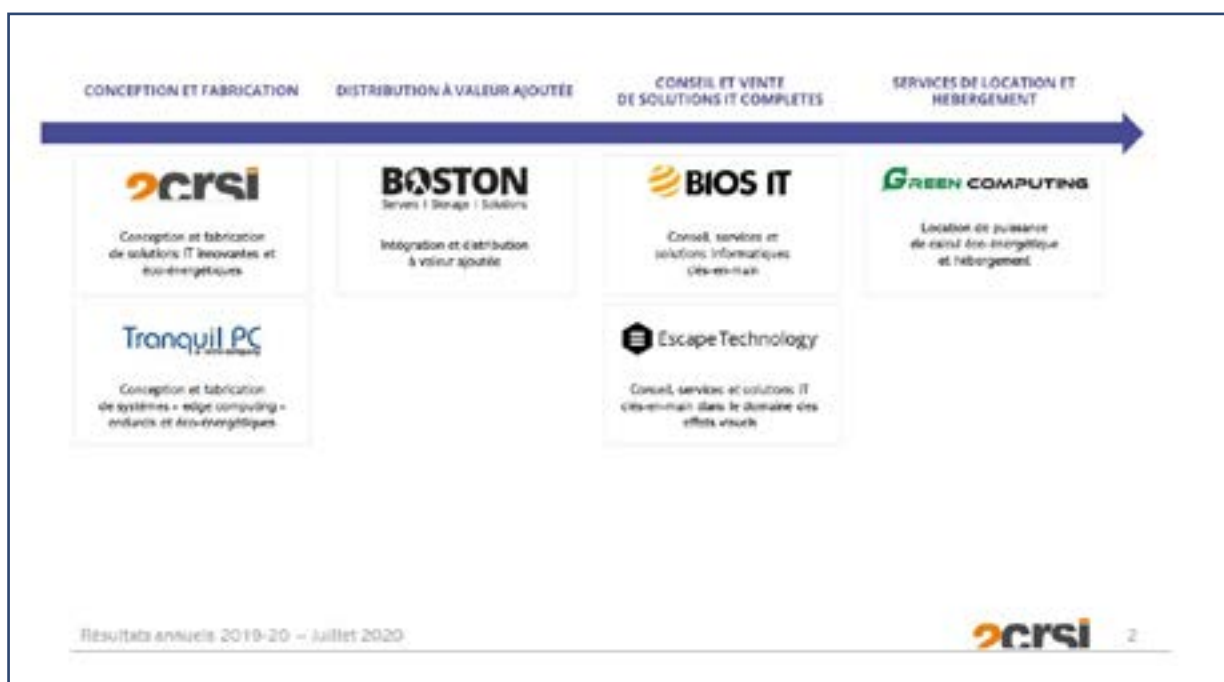 CONCEPTION ET FABRICATION
DISTRIBUTION À VALEUR AJOUTÉE
CONSEIL ET VENTE
DE SOLUTIONS IT COMPLETES
SERVICES DE LOCATION ET
HEBERGEMENT
2crsi
Conception et fabrication
de solutions IT innovantes et
éco-énergétiques
BOSTON
Servers | Storage | Solutions
Intégration et distribution
à valeur ajoutée
BIOS IT
Conseil, services et
solutions informatiques
clés-en-main
GREEN COMPUTING
Location de puissance
de calcul éco-énergétique
et hébergement
Tranquil PC
Conception et fabrication
de systèmes « edge computing »
endurcis et éco-énergétiques
Escape Technology
Conseil, services et solutions IT
clés-en-main dans le domaine des
effets visuels
Résultats annuels 2019-20 – Juillet 2020
2crsi
2